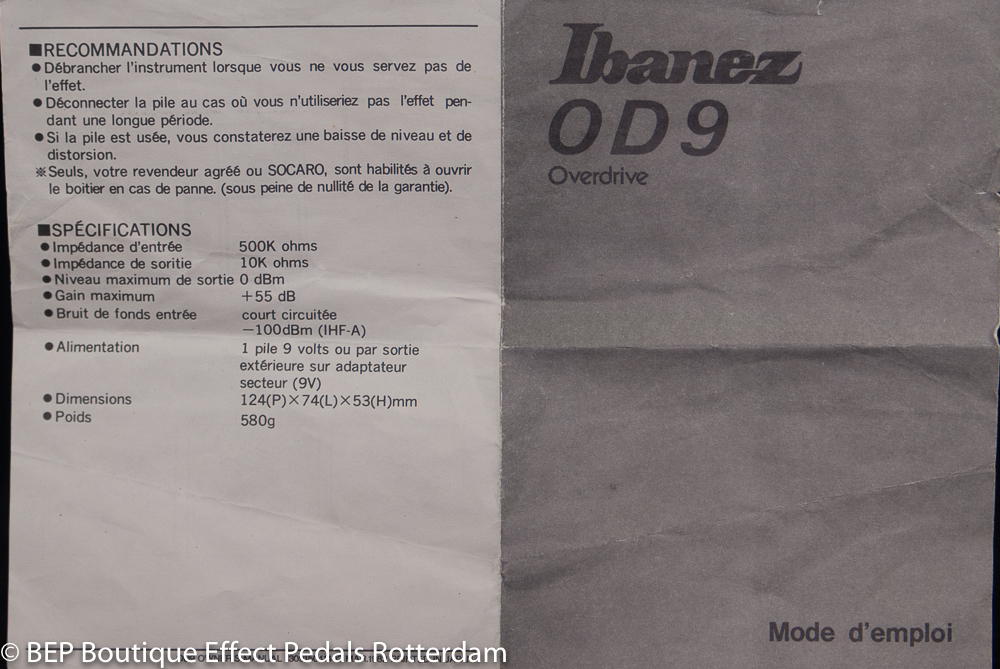 ■RECOMMANDATIONS
●Débrancher l'instrument lorsque vous ne vous servez pas de
l'effet.
●Déconnecter la pile au cas où vous n'utiliseriez pas l'effet pen-
dant une longue période.
●Si la pile est usée, vous constaterez une baisse de niveau et de
distorsion.
※Seuls, votre revendeur agréé ou SOCARO, sont habilités à ouvrir
le boitier en cas de panne. (sous peine de nullité de la garantie).
■SPÉCIFICATIONS
●Impédance d'entrée 500K ohms
●Impédance de soritie 10K ohms
●Niveau maximum de sortie 0 dBm
●Gain maximum +55 dB
●Bruit de fonds entrée court circuitée
−100dBm (IHF-A)
●Alimentation 1 pile 9 volts ou par sortie
extérieure sur adaptateur
secteur (9V)
●Dimensions 124(P)×74(L)×53(H)mm
●Poids 580g
Ibanez
OD9
Overdrive
Mode d'emploi
© BEP Boutique Effect Pedals Rotterdam